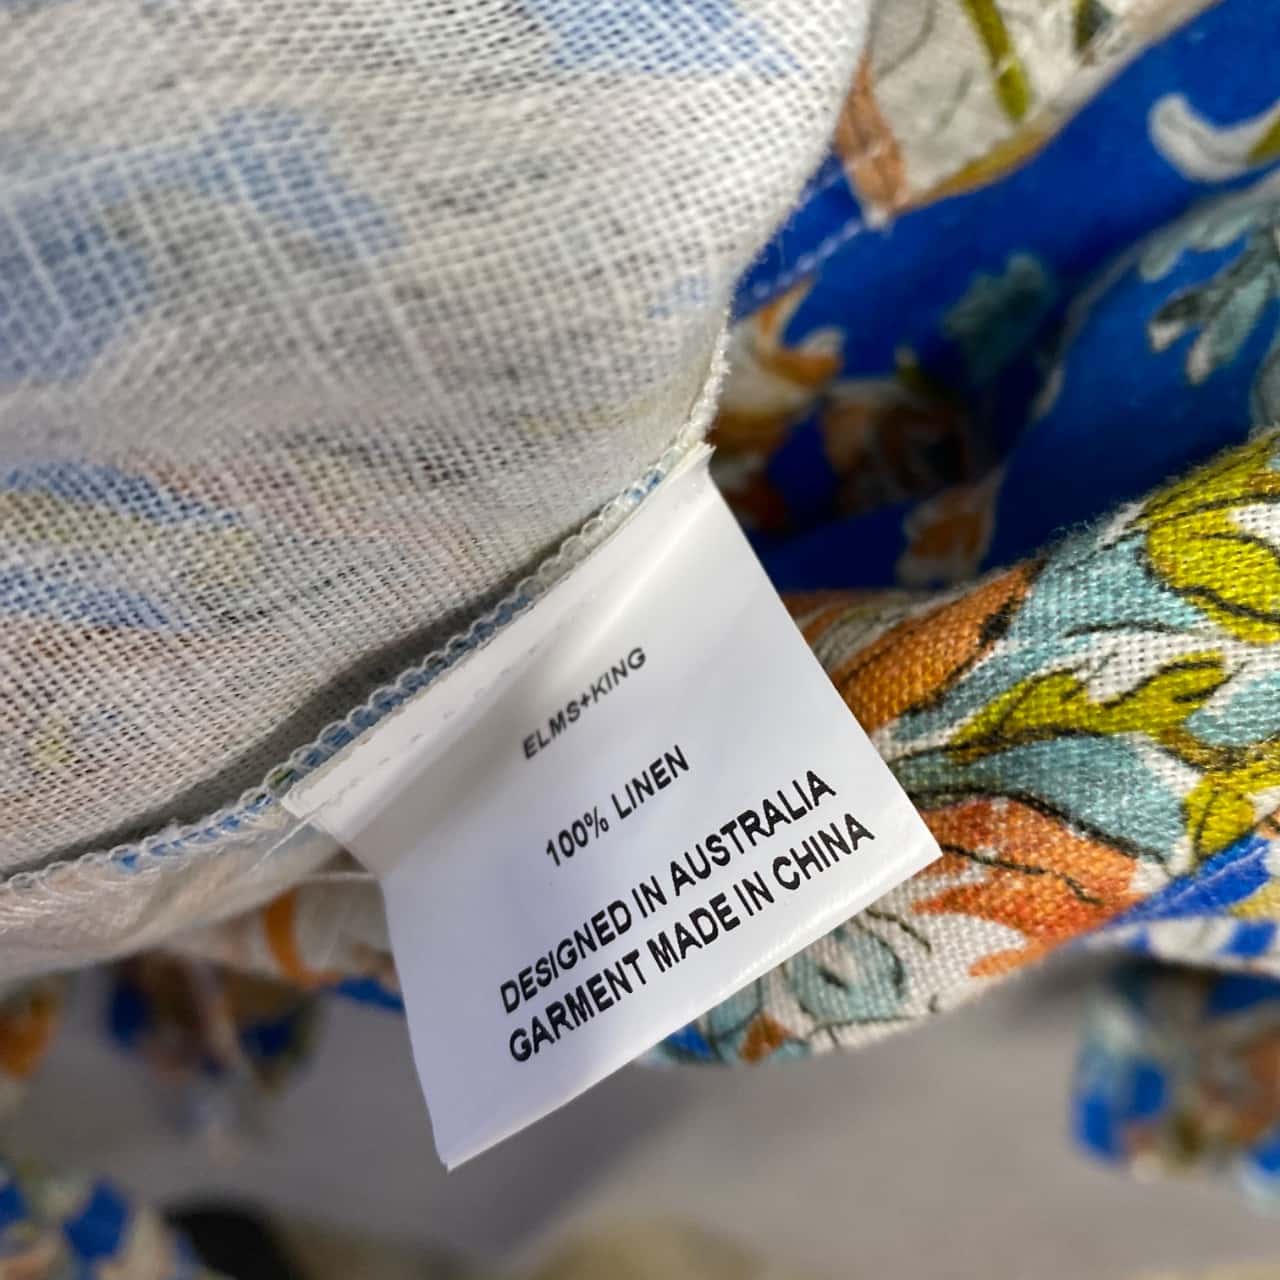 ELMS+KING
100% LINEN
DESIGNED IN AUSTRALIA
GARMENT MADE IN CHINA